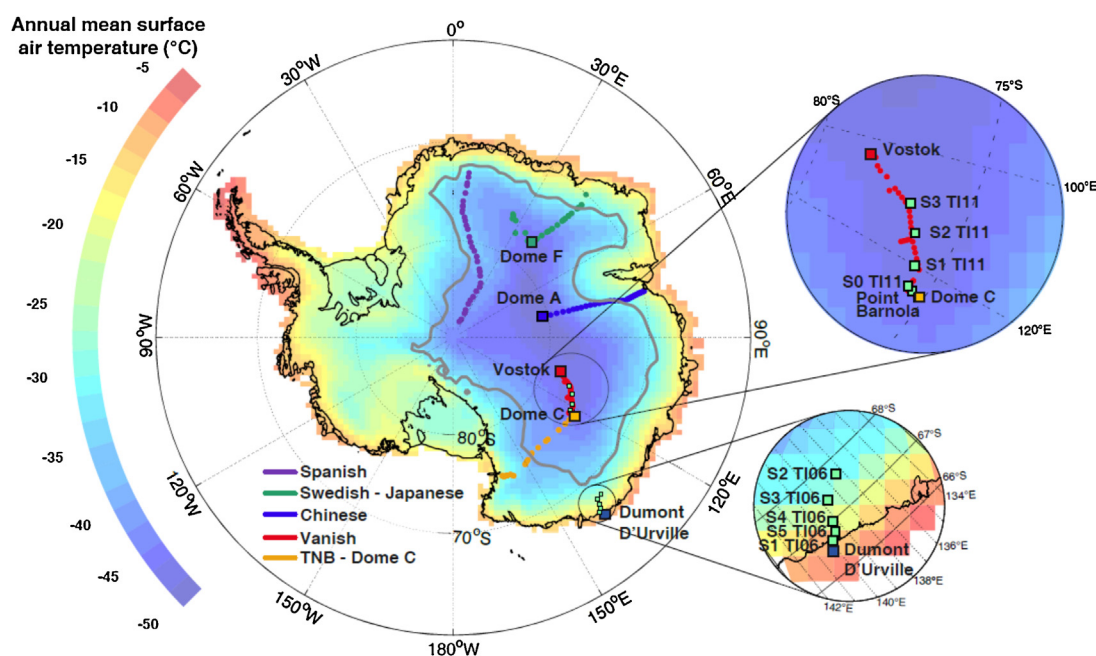 Annual mean surface
air temperature (°C)
-5
-10
-15
-20
-25
-30
-35
-40
-45
-50
0°
30°E
60°E
90°E
120°E
150°E
180°W
150°W
120°W
90°W
60°W
30°W
80°S
70°S
Dome F
Dome A
Vostok
Dome C
Dumont
D'Urville
Spanish
Swedish - Japanese
Chinese
Vanish
TNB - Dome C
80°S
75°S
100°E
120°E
Vostok
S3 TI11
S2 TI11
S1 TI11
S0 TI11
Point
Barnola
Dome C
68°S
67°S
66°S
134°E
136°E
138°E
140°E
142°E
S2 TI06
S3 TI06
S4 TI06
S5 TI06
S1 TI06
Dumont
D'Urville